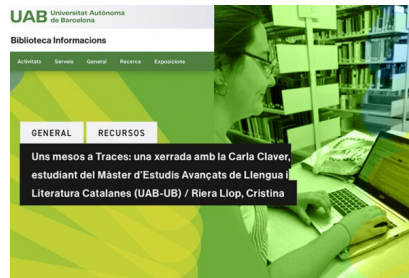 UAB Universitat Autònoma
de Barcelona
Biblioteca Informacions
Activitats Serveis General Recerca Exposicions
GENERAL RECURSOS
Uns mesos a Traces: una xerrada amb la Carla Claver,
estudiant del Màster d'Estudis Avançats de Llengua i
Literatura Catalanes (UAB-UB) / Riera Llop, Cristina